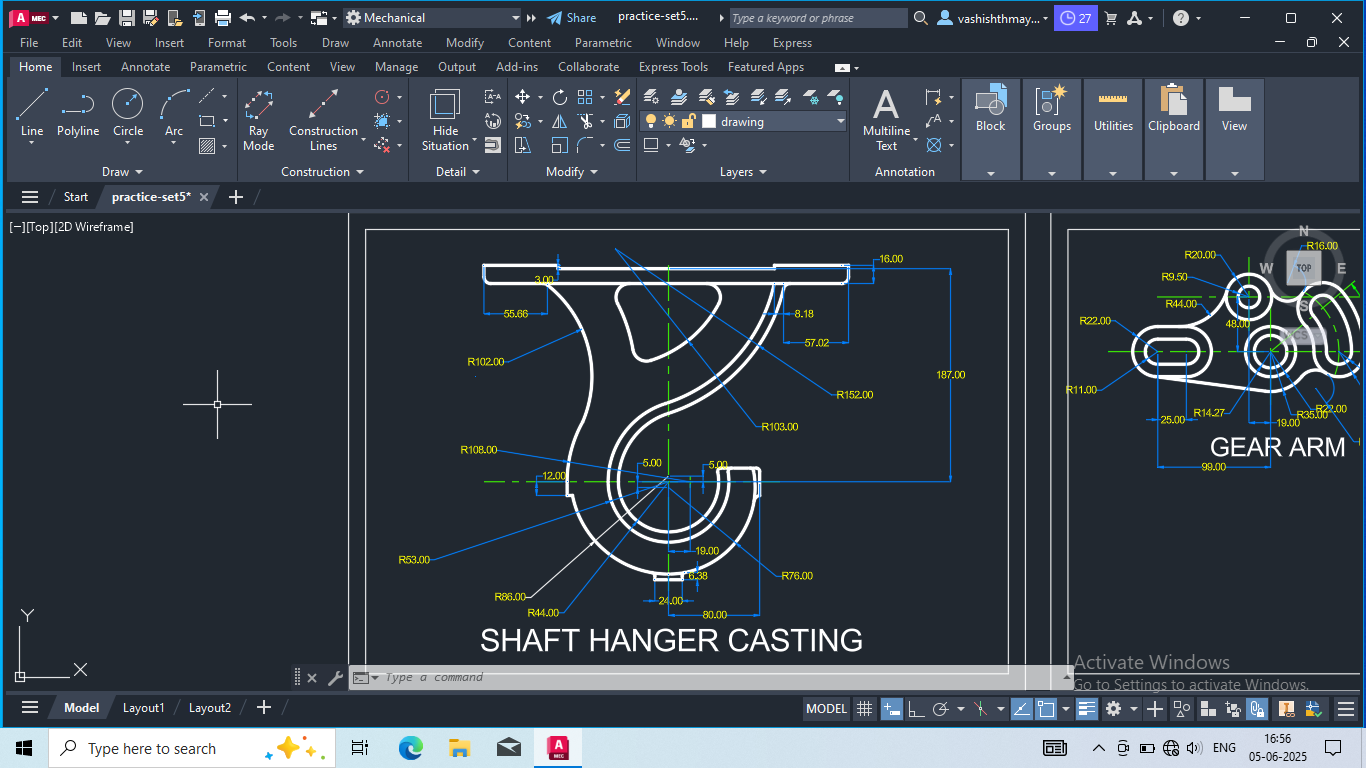 A MEC
Mechanical
Share
practice-set5....
Type a keyword or phrase
vashishthmay...
27
File Edit View Insert Format Tools Draw Annotate Modify Content Parametric Window Help Express
Home Insert Annotate Parametric Content View Manage Output Add-ins Collaborate Express Tools Featured Apps
Line Polyline Circle Arc
Ray Mode
Construction Lines
Hide Situation
drawing
Multiline Text
Block Groups Utilities Clipboard View
Draw Construction Detail Modify Layers Annotation
Start practice-set5*
[−][Top][2D Wireframe]
16.00
3.00
55.66
8.18
57.02
R102.00
187.00
R152.00
R103.00
R108.00
5.00
5.00
12.00
R53.00
19.00
6.38
R76.00
R86.00
24.00
R44.00
80.00
SHAFT HANGER CASTING
N
R16.00
R20.00
W TOP E
R9.50
R44.00
S
R22.00
48.00
R11.00
R14.27
R35.00
R22.00
25.00
19.00
GEAR ARM
99.00
Y
X
Type a command
Activate Windows
Go to Settings to activate Windows.
Model Layout1 Layout2
MODEL
Type here to search
A MEC
ENG
16:56
05-06-2025